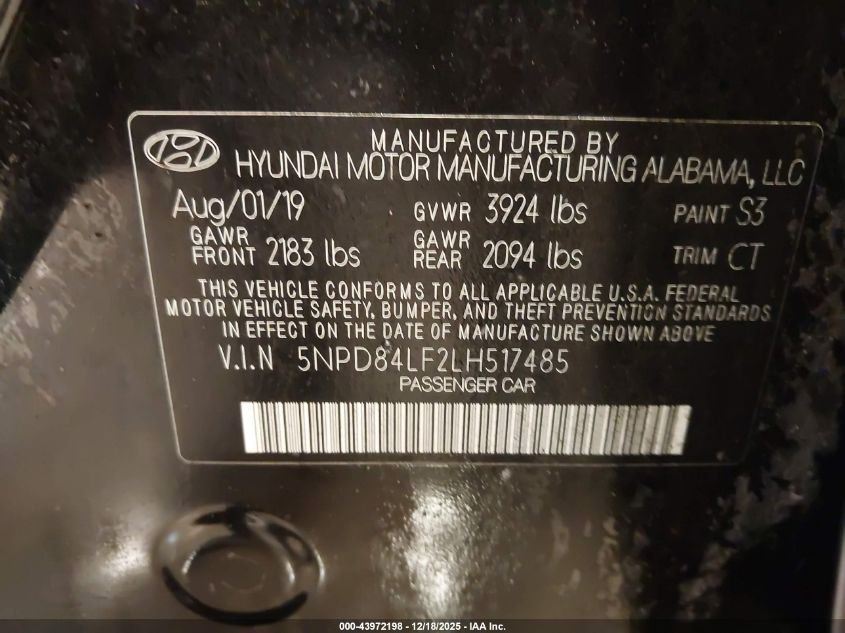 MANUFACTURED BY
HYUNDAI MOTOR MANUFACTURING ALABAMA, LLC
Aug/01/19 GVWR 3924 lbs PAINT S3
GAWR FRONT 2183 lbs GAWR REAR 2094 lbs TRIM CT
THIS VEHICLE CONFORMS TO ALL APPLICABLE U.S.A. FEDERAL
MOTOR VEHICLE SAFETY, BUMPER, AND THEFT PREVENTION STANDARDS
IN EFFECT ON THE DATE OF MANUFACTURE SHOWN ABOVE
V.I.N 5NPD84LF2LH517485
PASSENGER CAR
000-43972198 - 12/18/2025 - IAA Inc.